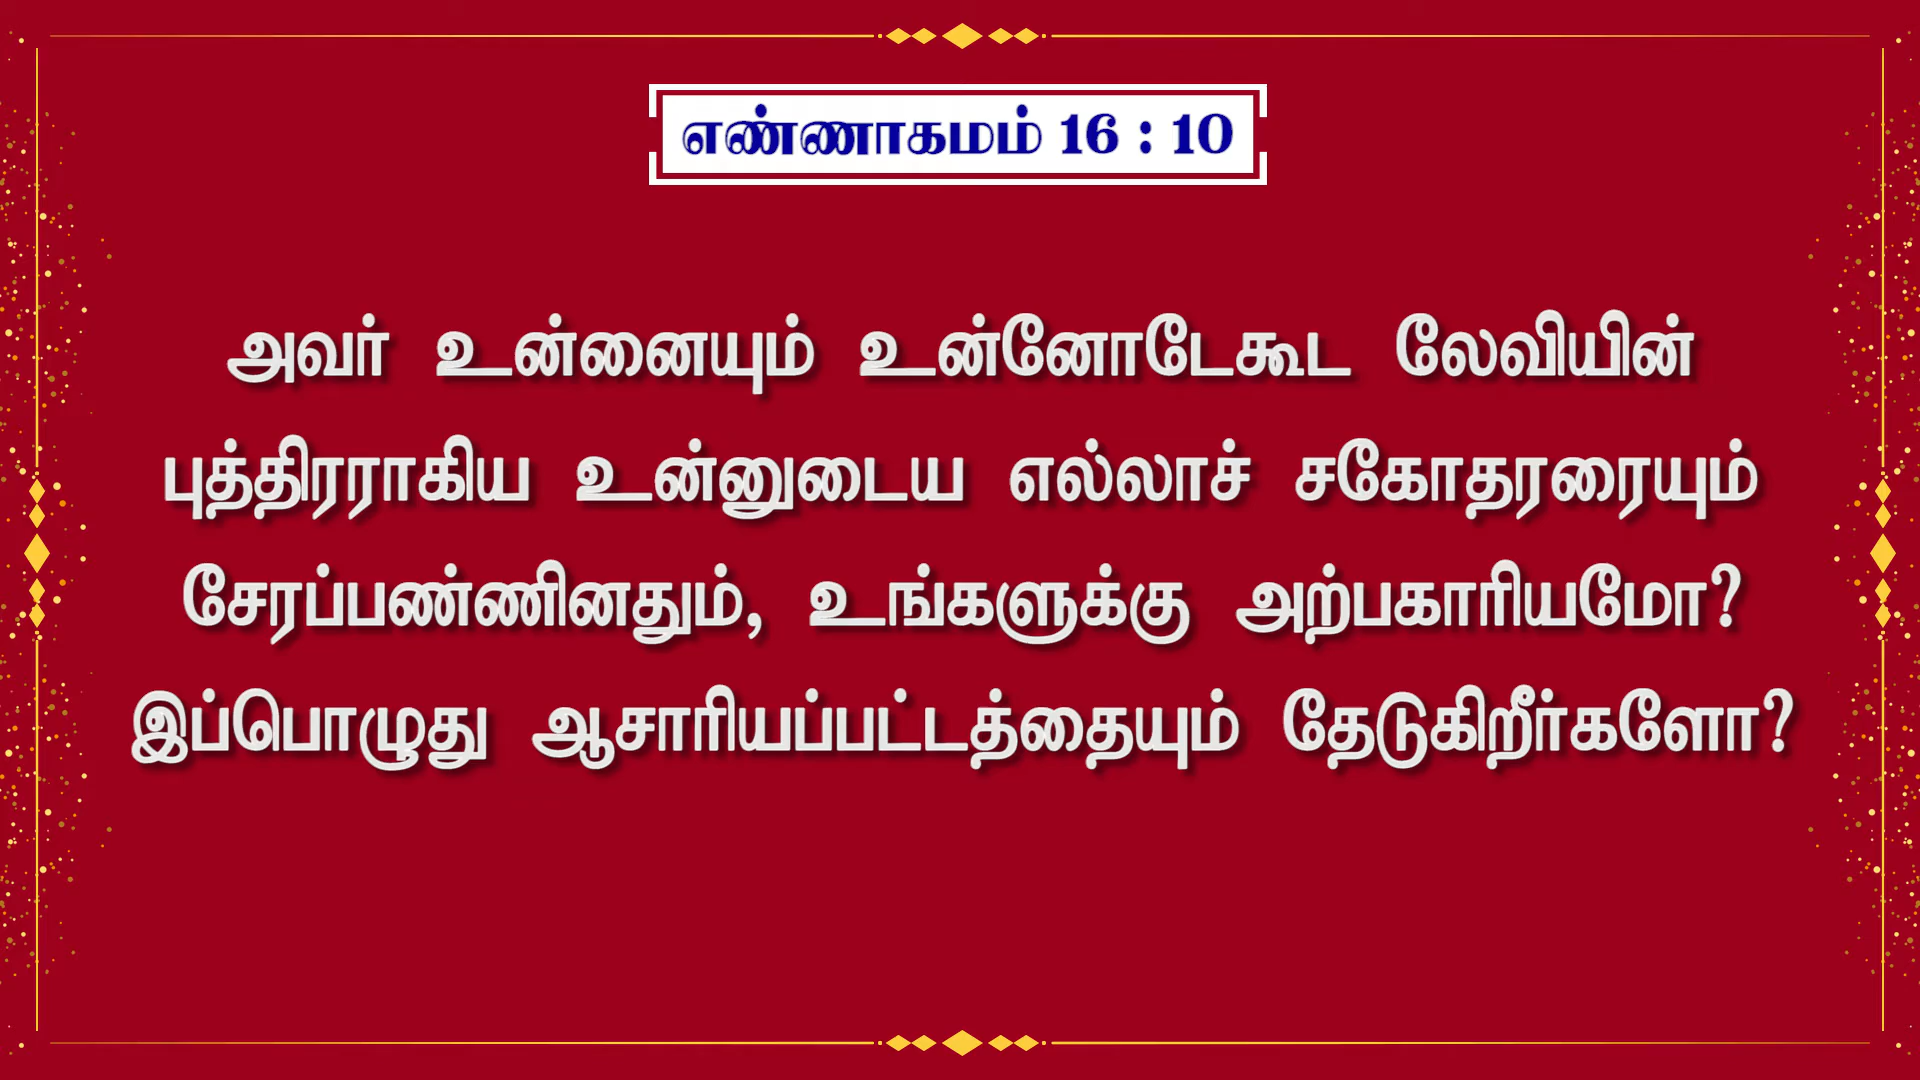 எண்ணாகமம் 16 : 10
அவர் உன்னையும் உன்னோடேகூட லேவியின்
புத்திரராகிய உன்னுடைய எல்லாச் சகோதரரையும்
சேரப்பண்ணினதும், உங்களுக்கு அற்பகாரியமோ?
இப்பொழுது ஆசாரியப்பட்டத்தையும் தேடுகிறீர்களோ?